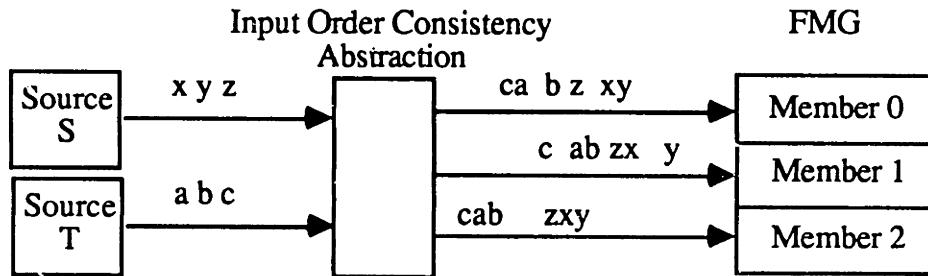 Input Order Consistency
Abstraction
FMG
Source
S
x y z
ca b z xy
Member 0
c ab zx y
Member 1
Source
T
a b c
cab zxy
Member 2